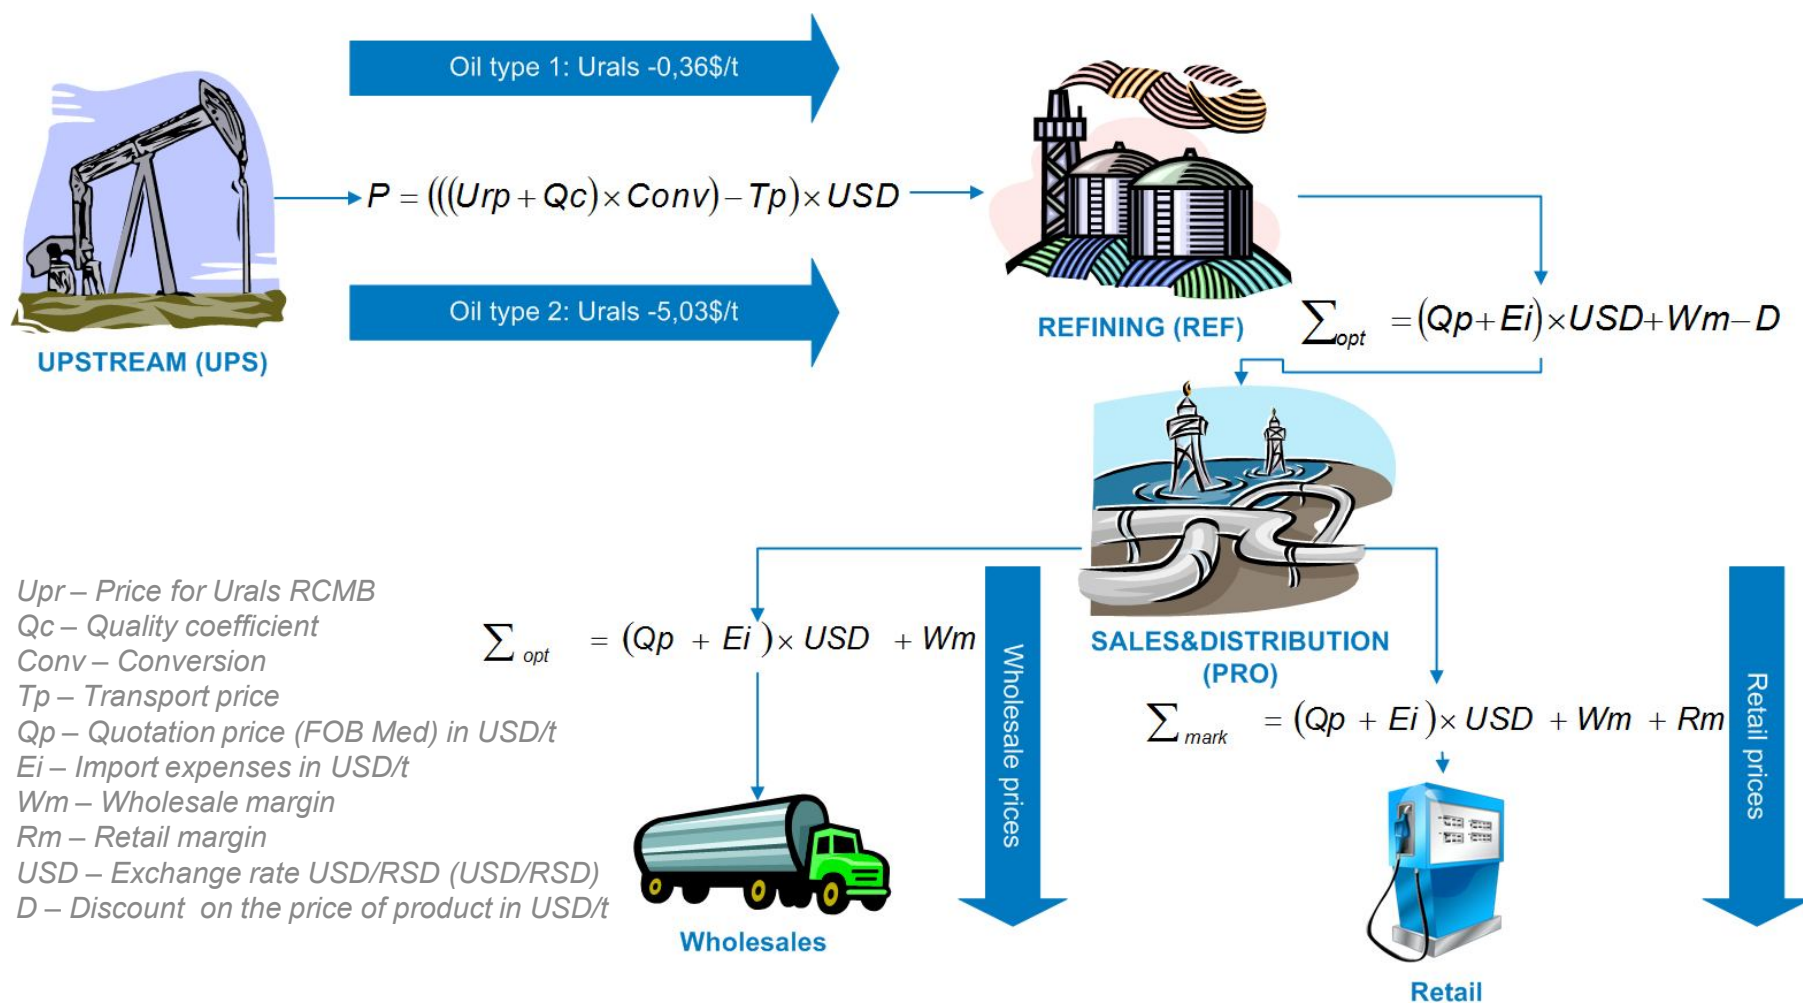 Oil type 1: Urals -0,36$/t
P = (((Urp + Qc) × Conv) – Tp) × USD
Oil type 2: Urals -5,03$/t
UPSTREAM (UPS)
REFINING (REF)
∑opt = (Qp+Ei)×USD+Wm–D
SALES&DISTRIBUTION
(PRO)
∑opt = (Qp + Ei) × USD + Wm
Wholesale prices
∑mark = (Qp + Ei) × USD + Wm + Rm
Retail prices
Upr – Price for Urals RCMB
Qc – Quality coefficient
Conv – Conversion
Tp – Transport price
Qp – Quotation price (FOB Med) in USD/t
Ei – Import expenses in USD/t
Wm – Wholesale margin
Rm – Retail margin
USD – Exchange rate USD/RSD (USD/RSD)
D – Discount on the price of product in USD/t
Wholesales
Retail